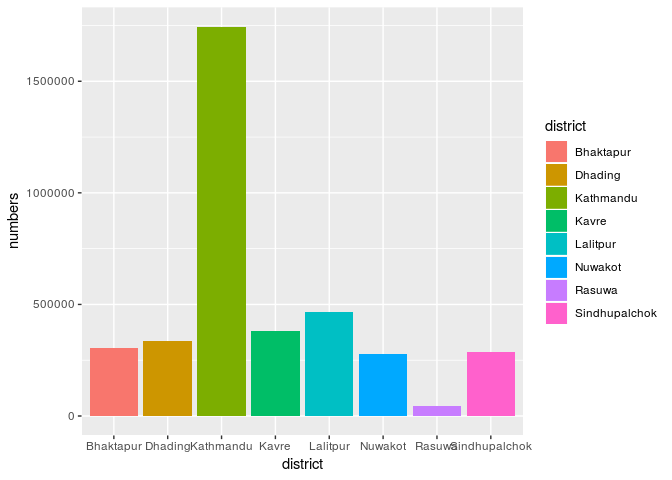 numbers
1500000
1000000
500000
0
Bhaktapur Dhading Kathmandu Kavre Lalitpur Nuwakot Rasuwa Sindhupalchok
district
district
Bhaktapur
Dhading
Kathmandu
Kavre
Lalitpur
Nuwakot
Rasuwa
Sindhupalchok